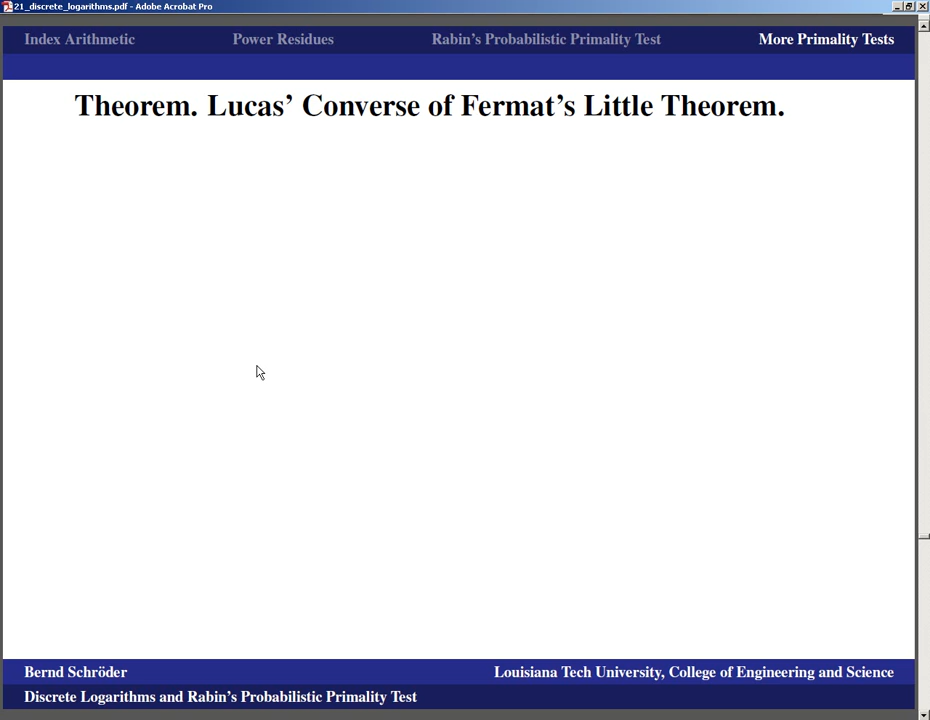 21_discrete_logarithms.pdf - Adobe Acrobat Pro
Index Arithmetic Power Residues Rabin's Probabilistic Primality Test More Primality Tests
Theorem. Lucas' Converse of Fermat's Little Theorem.
Bernd Schröder Louisiana Tech University, College of Engineering and Science
Discrete Logarithms and Rabin's Probabilistic Primality Test